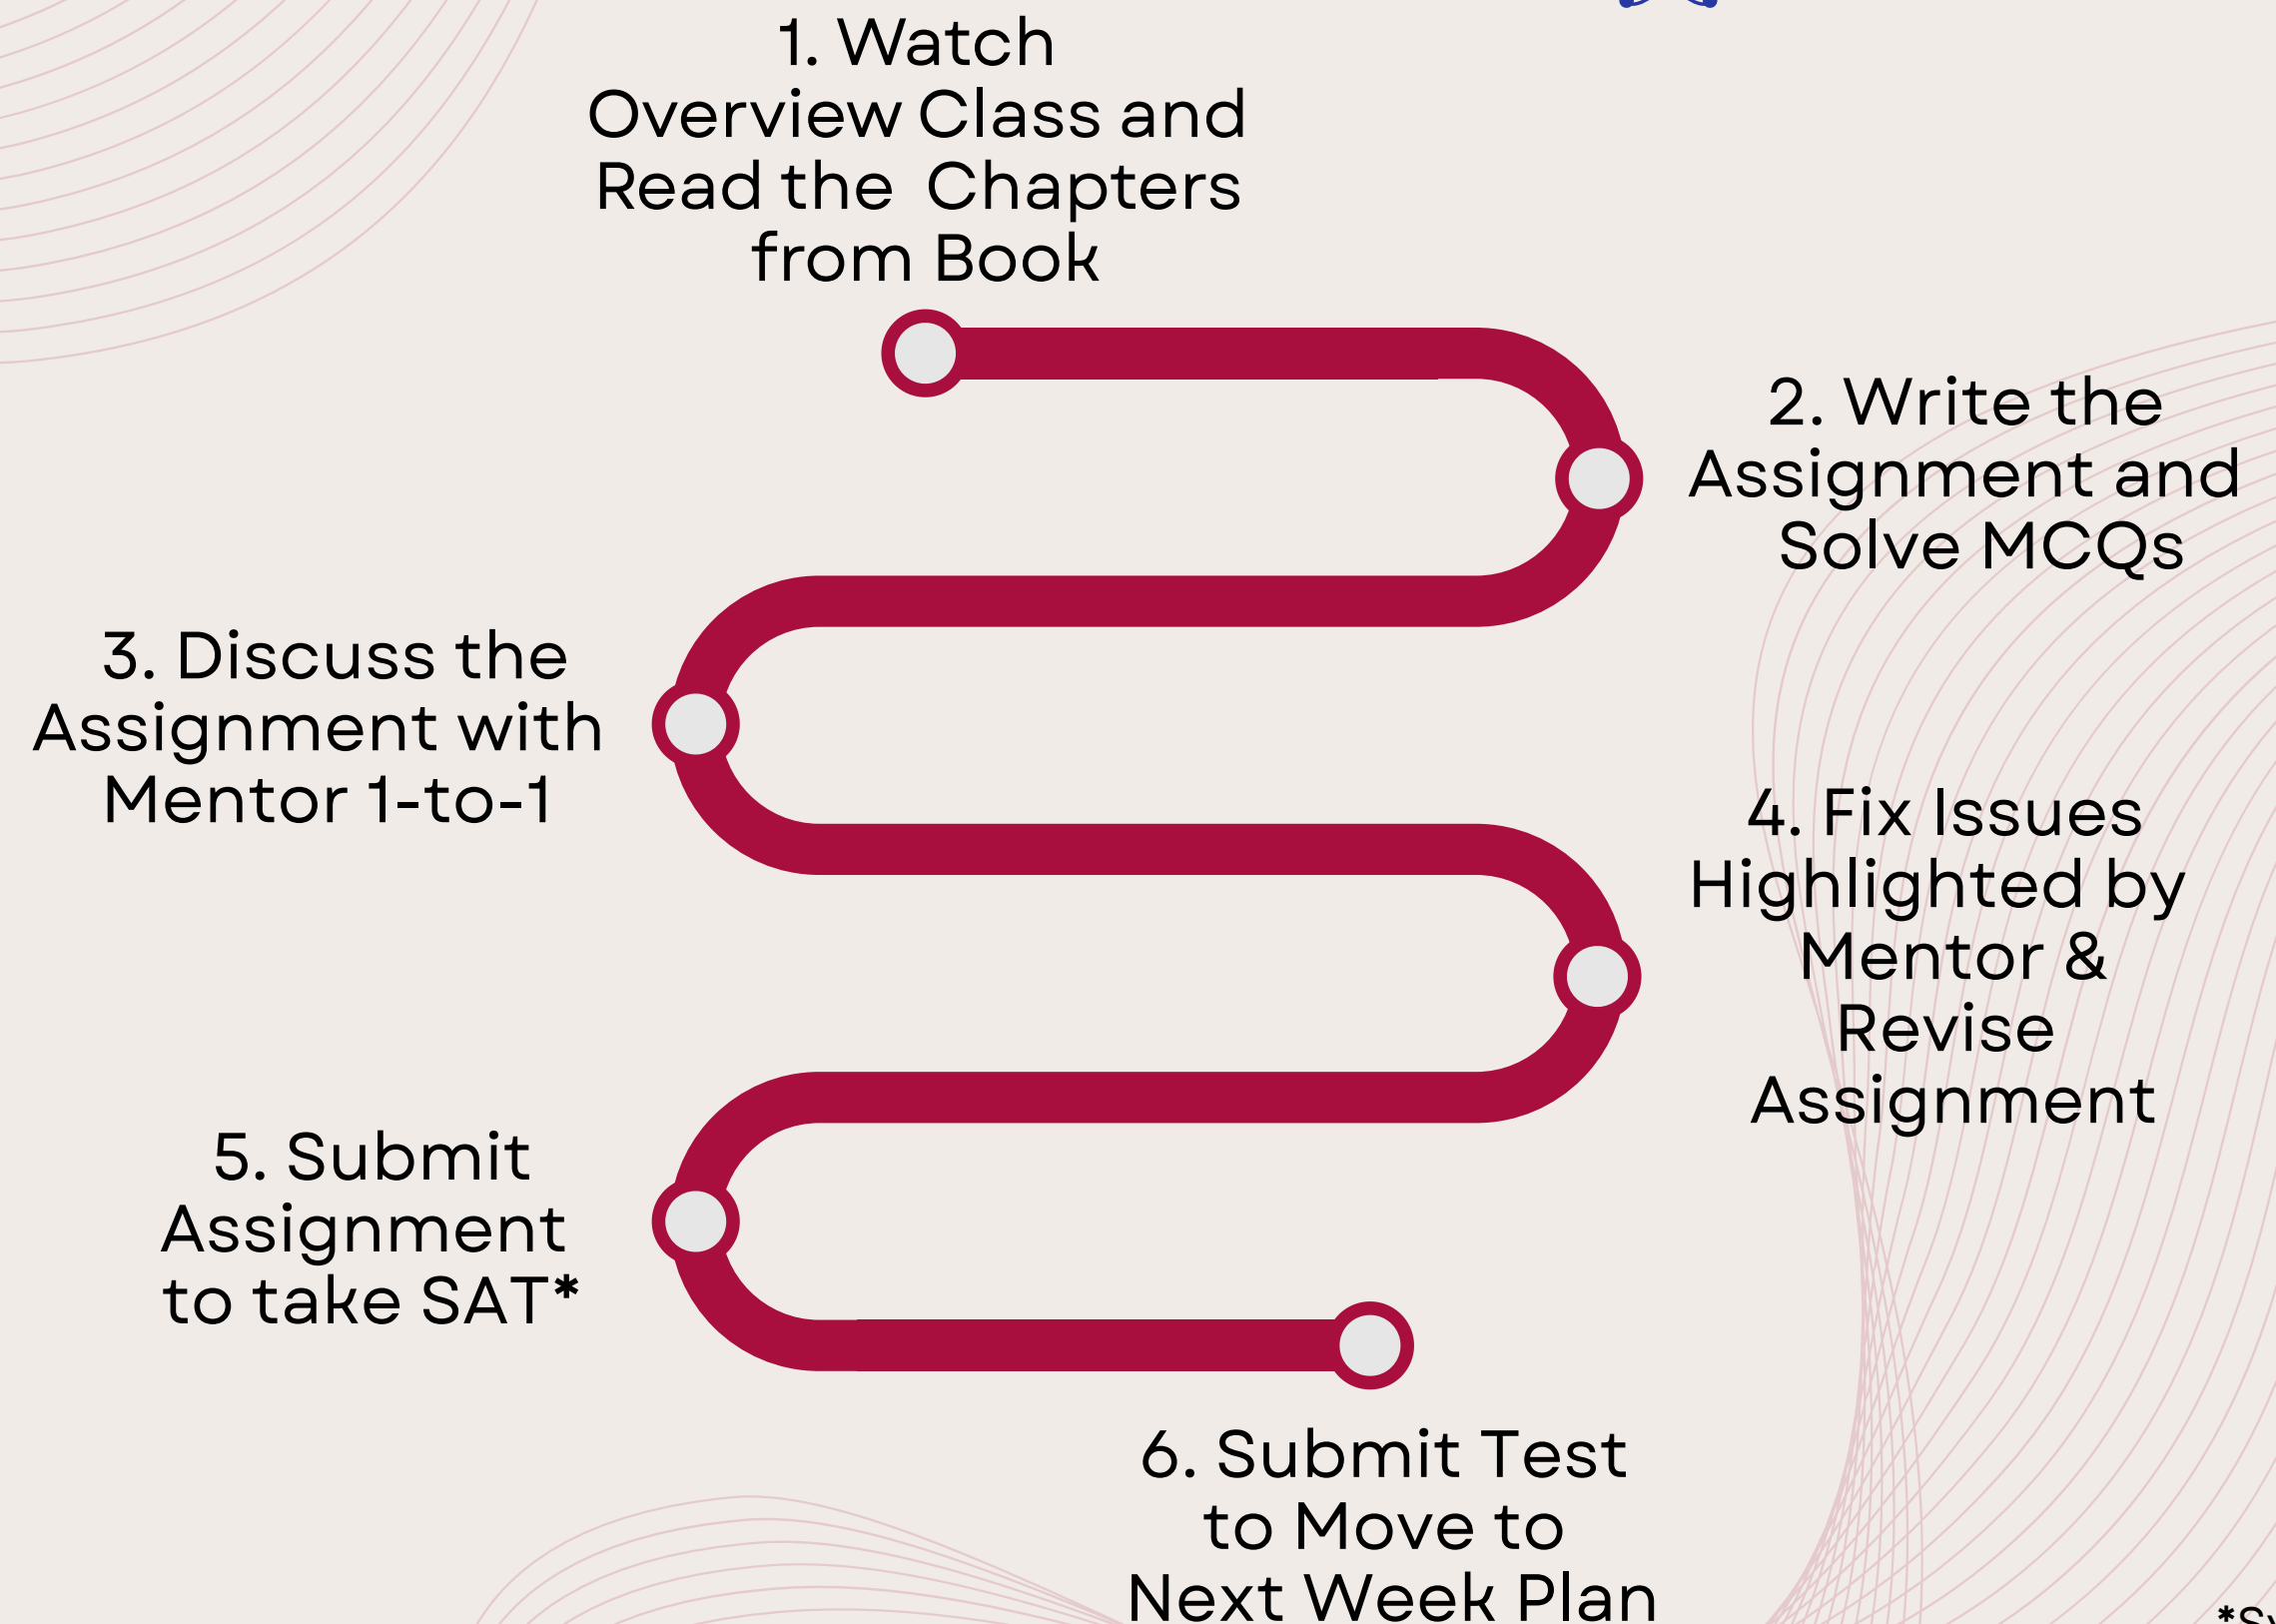 1. Watch
Overview Class and
Read the Chapters
from Book
2. Write the
Assignment and
Solve MCQs
3. Discuss the
Assignment with
Mentor 1-to-1
4. Fix Issues
Highlighted by
Mentor &
Revise
Assignment
5. Submit
Assignment
to take SAT*
6. Submit Test
to Move to
Next Week Plan